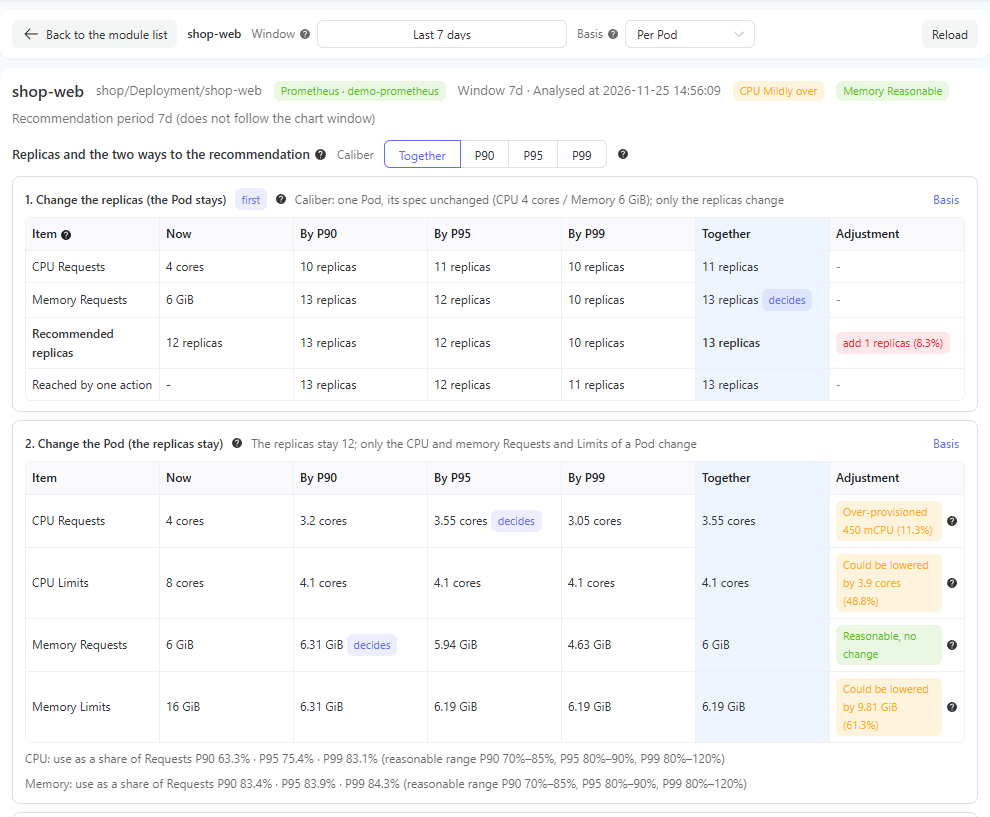 Back to the module list shop-web Window Last 7 days Basis Per Pod Reload
shop-web shop/Deployment/shop-web Prometheus · demo-prometheus Window 7d · Analysed at 2026-11-25 14:56:09 CPU Mildly over Memory Reasonable
Recommendation period 7d (does not follow the chart window)
Replicas and the two ways to the recommendation Caliber Together P90 P95 P99
1. Change the replicas (the Pod stays) first Caliber: one Pod, its spec unchanged (CPU 4 cores / Memory 6 GiB); only the replicas change Basis
Item Now By P90 By P95 By P99 Together Adjustment
CPU Requests 4 cores 10 replicas 11 replicas 10 replicas 11 replicas -
Memory Requests 6 GiB 13 replicas 12 replicas 10 replicas 13 replicas decides -
Recommended
replicas 12 replicas 13 replicas 12 replicas 10 replicas 13 replicas add 1 replicas (8.3%)
Reached by one action - 13 replicas 12 replicas 11 replicas 13 replicas -
2. Change the Pod (the replicas stay) The replicas stay 12; only the CPU and memory Requests and Limits of a Pod change Basis
Item Now By P90 By P95 By P99 Together Adjustment
CPU Requests 4 cores 3.2 cores 3.55 cores decides 3.05 cores 3.55 cores Over-provisioned
450 mCPU (11.3%)
CPU Limits 8 cores 4.1 cores 4.1 cores 4.1 cores 4.1 cores Could be lowered
by 3.9 cores
(48.8%)
Memory Requests 6 GiB 6.31 GiB decides 5.94 GiB 4.63 GiB 6 GiB Reasonable, no
change
Memory Limits 16 GiB 6.31 GiB 6.19 GiB 6.19 GiB 6.19 GiB Could be lowered
by 9.81 GiB
(61.3%)
CPU: use as a share of Requests P90 63.3% · P95 75.4% · P99 83.1% (reasonable range P90 70%–85%, P95 80%–90%, P99 80%–120%)
Memory: use as a share of Requests P90 83.4% · P95 83.9% · P99 84.3% (reasonable range P90 70%–85%, P95 80%–90%, P99 80%–120%)